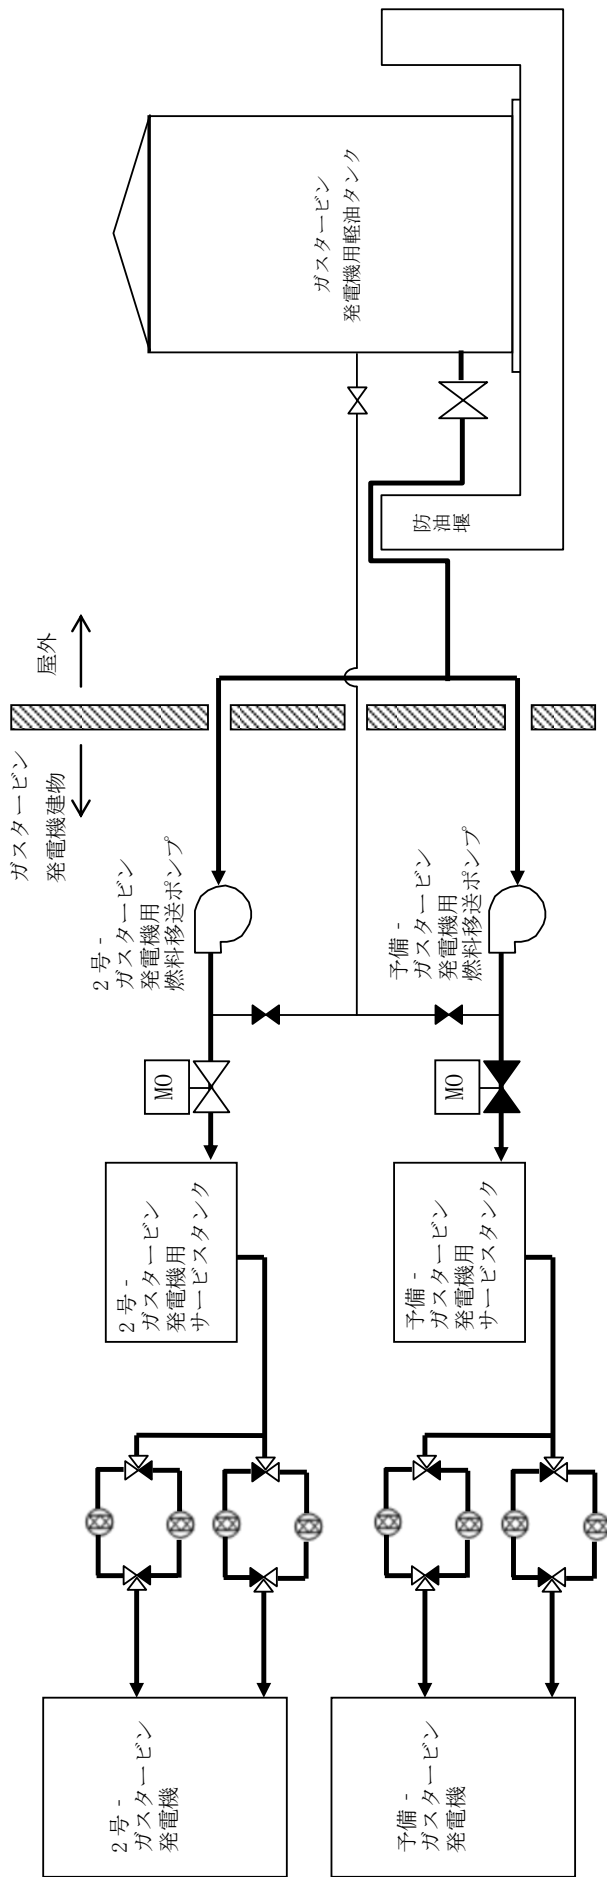 ガスタービン
発電機建物
屋外
2号-
ガスタービン
発電機
2号-
ガスタービン
発電機用
サービスタンク
MO
2号-
ガスタービン
発電機用
燃料移送ポンプ
ガスタービン
発電機用軽油タンク
防油堰
予備-
ガスタービン
発電機
予備-
ガスタービン
発電機用
サービスタンク
MO
予備-
ガスタービン
発電機用
燃料移送ポンプ